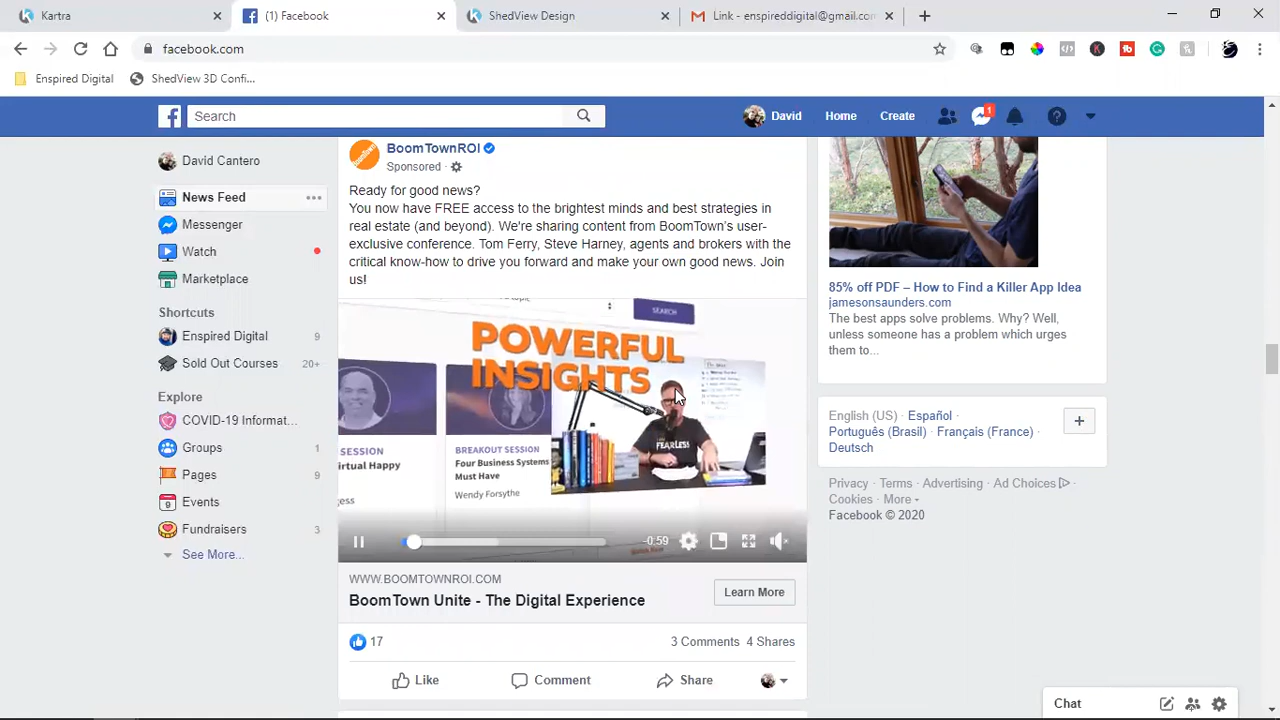 Kartra
(1) Facebook
ShedView Design
Link - enspireddigital@gmail.con
facebook.com
Enspired Digital
ShedView 3D Confi...
Search
David
Home
Create
1
David Cantero
News Feed
Messenger
Watch
Marketplace
Shortcuts
Enspired Digital 9
Sold Out Courses 20+
Explore
COVID-19 Informat...
Groups 1
Pages 9
Events
Fundraisers 3
See More...
BoomTownROI
Sponsored ·
Ready for good news?
You now have FREE access to the brightest minds and best strategies in
real estate (and beyond). We're sharing content from BoomTown's user-
exclusive conference. Tom Ferry, Steve Harney, agents and brokers with the
critical know-how to drive you forward and make your own good news. Join
us!
SEARCH
POWERFUL
INSIGHTS
SESSION
irtual Happy
BREAKOUT SESSION
Four Business Systems
Must Have
Wendy Forsythe
FEARLESS
-0:59
WWW.BOOMTOWNROI.COM
BoomTown Unite - The Digital Experience
Learn More
17
3 Comments 4 Shares
Like
Comment
Share
85% off PDF – How to Find a Killer App Idea
jamesonsaunders.com
The best apps solve problems. Why? Well,
unless someone has a problem which urges
them to...
English (US) · Español ·
Português (Brasil) · Français (France) ·
Deutsch
Privacy · Terms · Advertising · Ad Choices ·
Cookies · More
Facebook © 2020
Chat